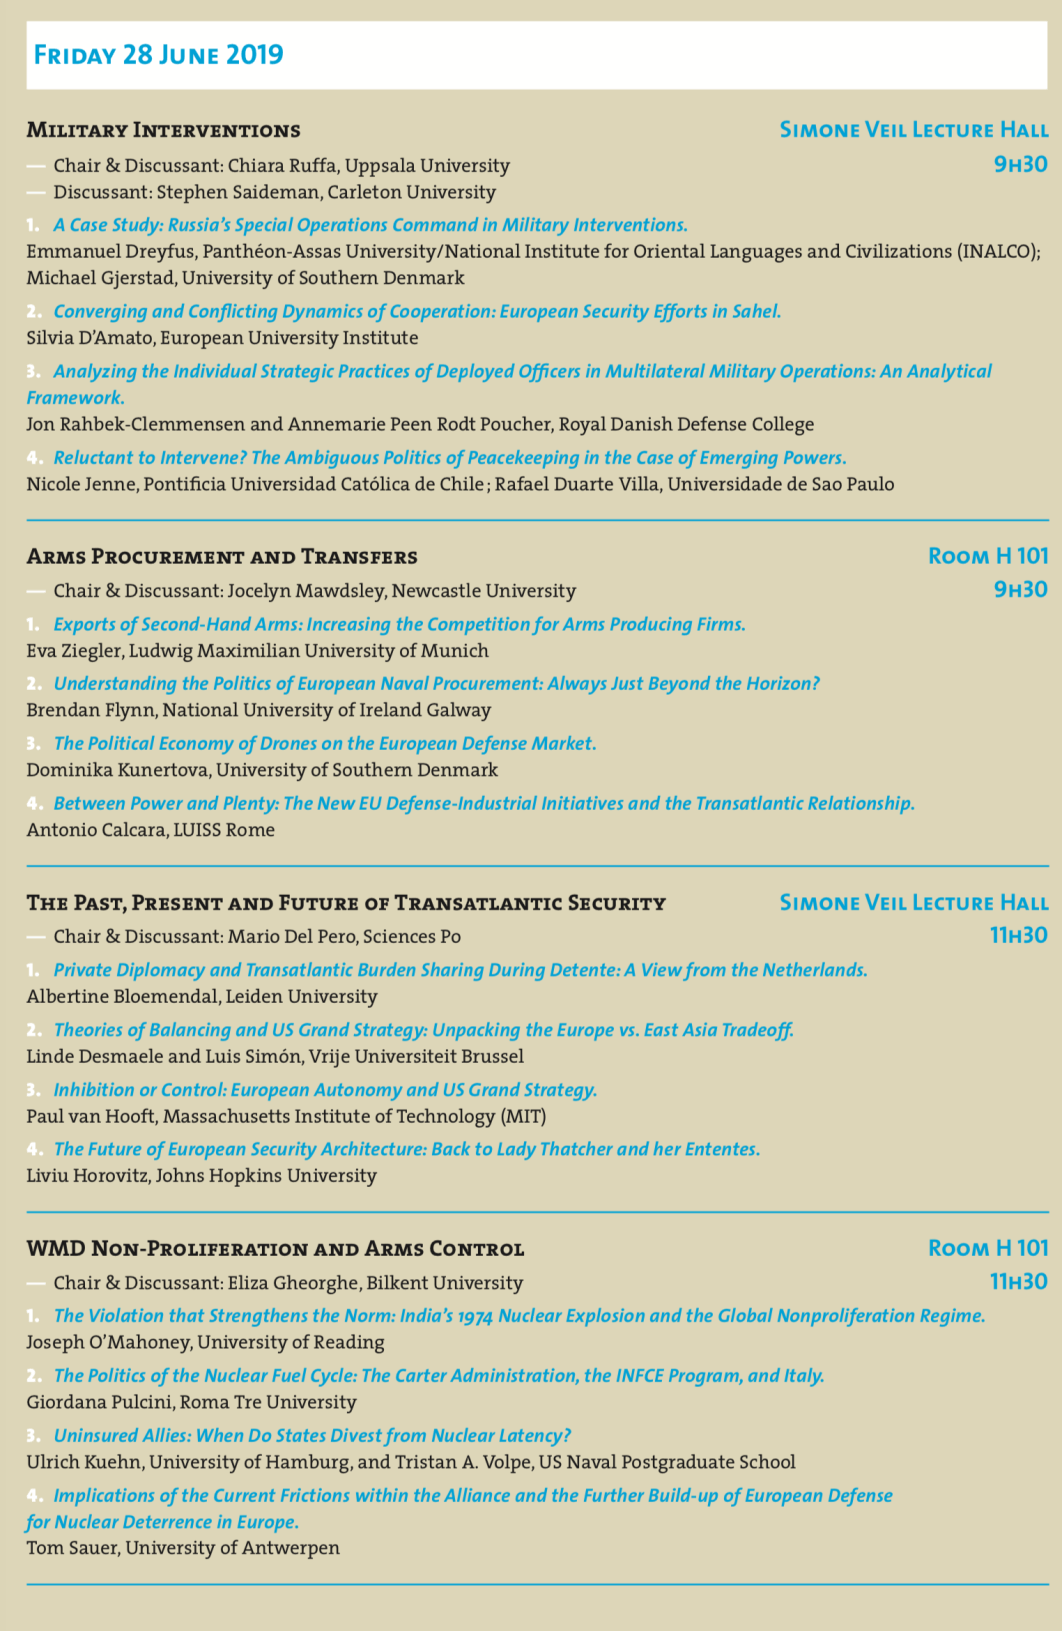 Friday 28 June 2019
Military Interventions
Simone Veil Lecture Hall
— Chair & Discussant: Chiara Ruffa, Uppsala University
9h30
— Discussant: Stephen Saideman, Carleton University
1. A Case Study: Russia's Special Operations Command in Military Interventions.
Emmanuel Dreyfus, Panthéon-Assas University/National Institute for Oriental Languages and Civilizations (INALCO);
Michael Gjerstad, University of Southern Denmark
2. Converging and Conflicting Dynamics of Cooperation: European Security Efforts in Sahel.
Silvia D'Amato, European University Institute
3. Analyzing the Individual Strategic Practices of Deployed Officers in Multilateral Military Operations: An Analytical
Framework.
Jon Rahbek-Clemmensen and Annemarie Peen Rodt Poucher, Royal Danish Defense College
4. Reluctant to Intervene? The Ambiguous Politics of Peacekeeping in the Case of Emerging Powers.
Nicole Jenne, Pontificia Universidad Católica de Chile; Rafael Duarte Villa, Universidade de Sao Paulo
Arms Procurement and Transfers
Room H 101
— Chair & Discussant: Jocelyn Mawdsley, Newcastle University
9h30
1. Exports of Second-Hand Arms: Increasing the Competition for Arms Producing Firms.
Eva Ziegler, Ludwig Maximilian University of Munich
2. Understanding the Politics of European Naval Procurement: Always Just Beyond the Horizon?
Brendan Flynn, National University of Ireland Galway
3. The Political Economy of Drones on the European Defense Market.
Dominika Kunertova, University of Southern Denmark
4. Between Power and Plenty: The New EU Defense-Industrial Initiatives and the Transatlantic Relationship.
Antonio Calcara, LUISS Rome
The Past, Present and Future of Transatlantic Security
Simone Veil Lecture Hall
— Chair & Discussant: Mario Del Pero, Sciences Po
11h30
1. Private Diplomacy and Transatlantic Burden Sharing During Detente: A View from the Netherlands.
Albertine Bloemendal, Leiden University
2. Theories of Balancing and US Grand Strategy: Unpacking the Europe vs. East Asia Tradeoff.
Linde Desmaele and Luis Simón, Vrije Universiteit Brussel
3. Inhibition or Control: European Autonomy and US Grand Strategy.
Paul van Hooft, Massachusetts Institute of Technology (MIT)
4. The Future of European Security Architecture: Back to Lady Thatcher and her Ententes.
Liviu Horovitz, Johns Hopkins University
WMD Non-Proliferation and Arms Control
Room H 101
— Chair & Discussant: Eliza Gheorghe, Bilkent University
11h30
1. The Violation that Strengthens the Norm: India's 1974 Nuclear Explosion and the Global Nonproliferation Regime.
Joseph O'Mahoney, University of Reading
2. The Politics of the Nuclear Fuel Cycle: The Carter Administration, the INFCE Program, and Italy.
Giordana Pulcini, Roma Tre University
3. Uninsured Allies: When Do States Divest from Nuclear Latency?
Ulrich Kuehn, University of Hamburg, and Tristan A. Volpe, US Naval Postgraduate School
4. Implications of the Current Frictions within the Alliance and the Further Build-up of European Defense
for Nuclear Deterrence in Europe.
Tom Sauer, University of Antwerpen